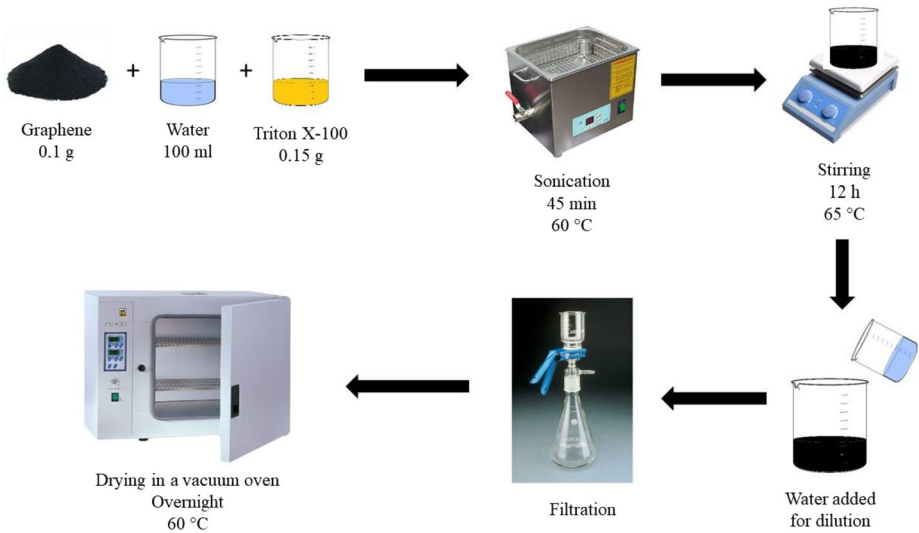 +
+
Graphene
0.1 g
Water
100 ml
Triton X-100
0.15 g
Sonication
45 min
60 °C
Stirring
12 h
65 °C
Water added
for dilution
Filtration
Drying in a vacuum oven
Overnight
60 °C